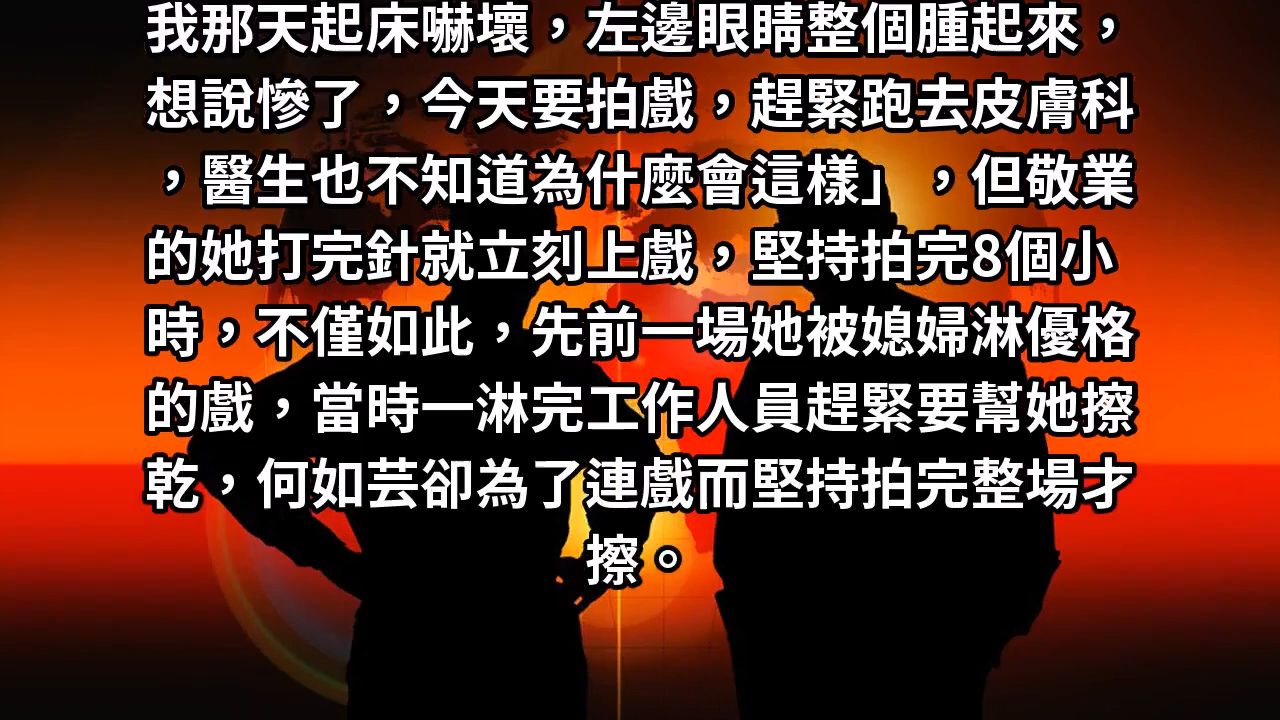 我那天起床嚇壞，左邊眼睛整個腫起來，
想說慘了，今天要拍戲，趕緊跑去皮膚科
，醫生也不知道為什麼會這樣」，但敬業
的她打完針就立刻上戲，堅持拍完8個小
時，不僅如此，先前一場她被媳婦淋優格
的戲，當時一淋完工作人員趕緊要幫她擦
乾，何如芸卻為了連戲而堅持拍完整場才
擦。